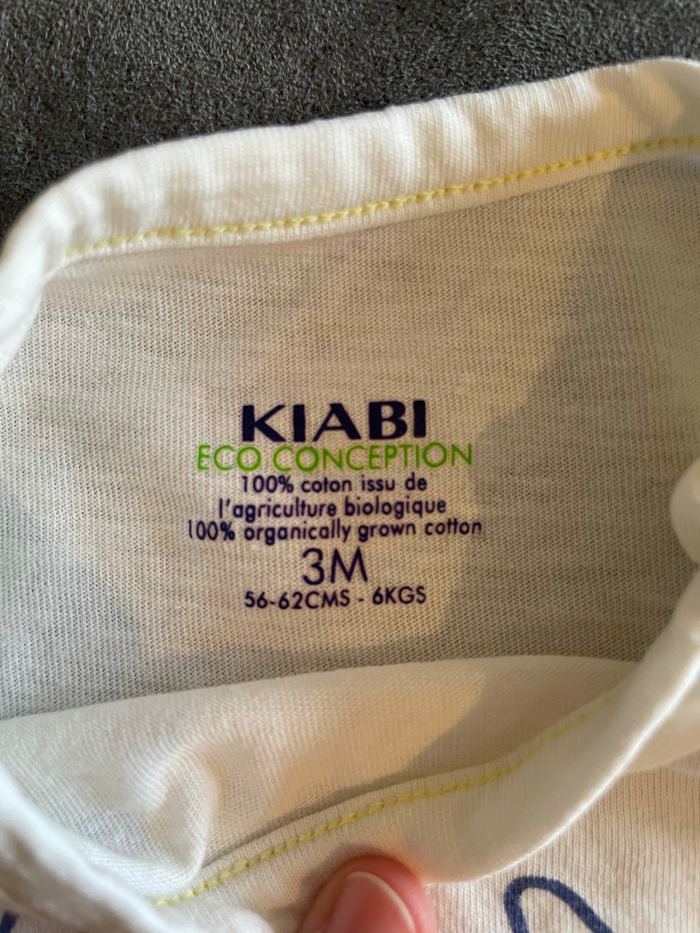 KIABI
ECO CONCEPTION
100% coton issu de
l'agriculture biologique
100% organically grown cotton
3M
56-62CMS - 6KGS